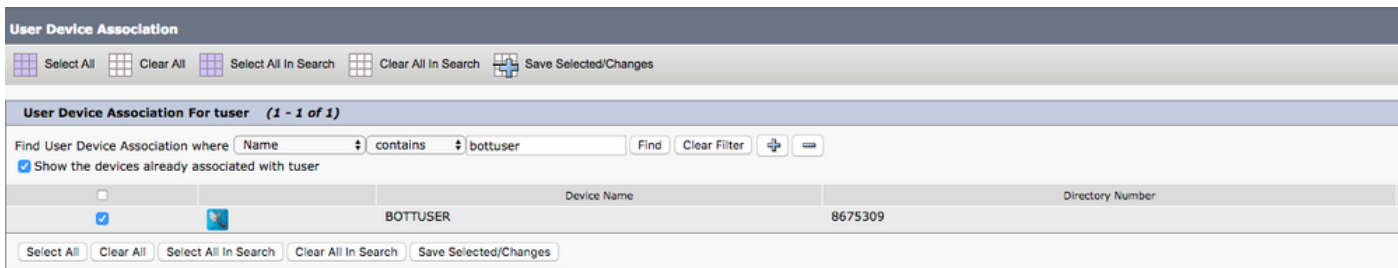 User Device Association
Select All Clear All Select All In Search Clear All In Search Save Selected/Changes
User Device Association For tuser (1 - 1 of 1)
Find User Device Association where Name contains bottuser Find Clear Filter
Show the devices already associated with tuser
Device Name Directory Number
BOTTUSER 8675309
Select All Clear All Select All In Search Clear All In Search Save Selected/Changes